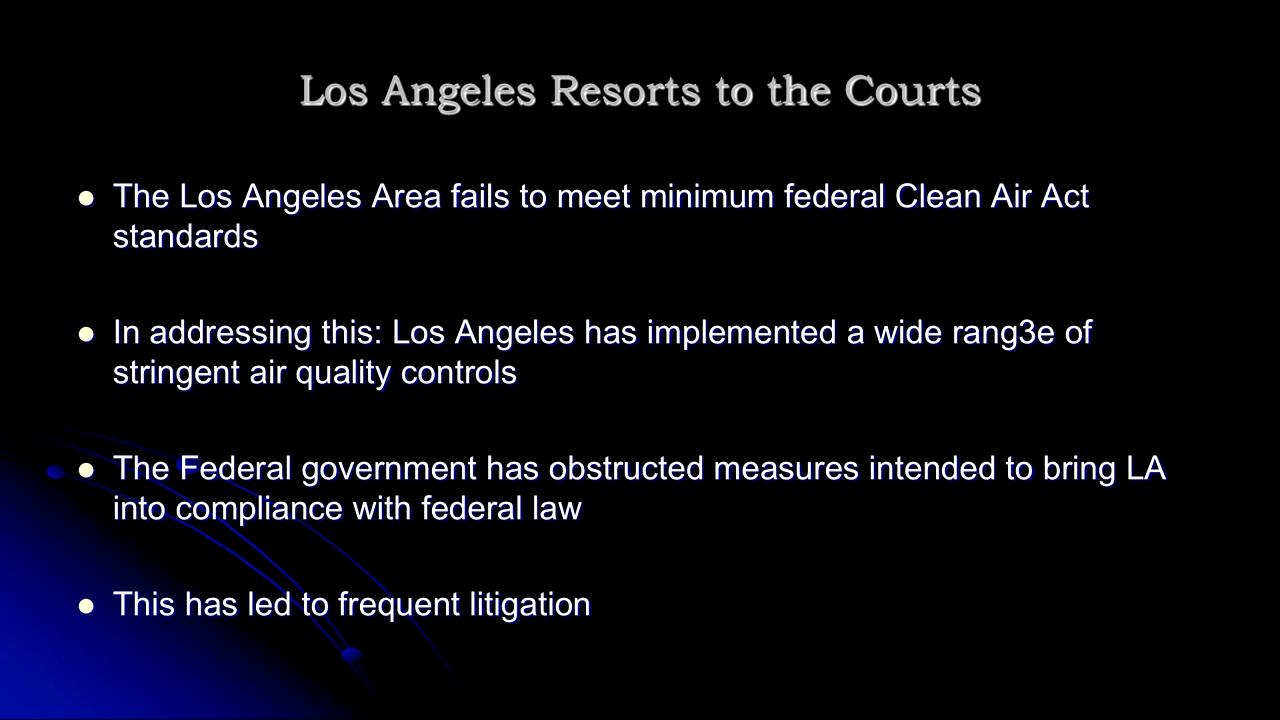 Los Angeles Resorts to the Courts
The Los Angeles Area fails to meet minimum federal Clean Air Act
standards
In addressing this: Los Angeles has implemented a wide rang3e of
stringent air quality controls
The Federal government has obstructed measures intended to bring LA
into compliance with federal law
This has led to frequent litigation